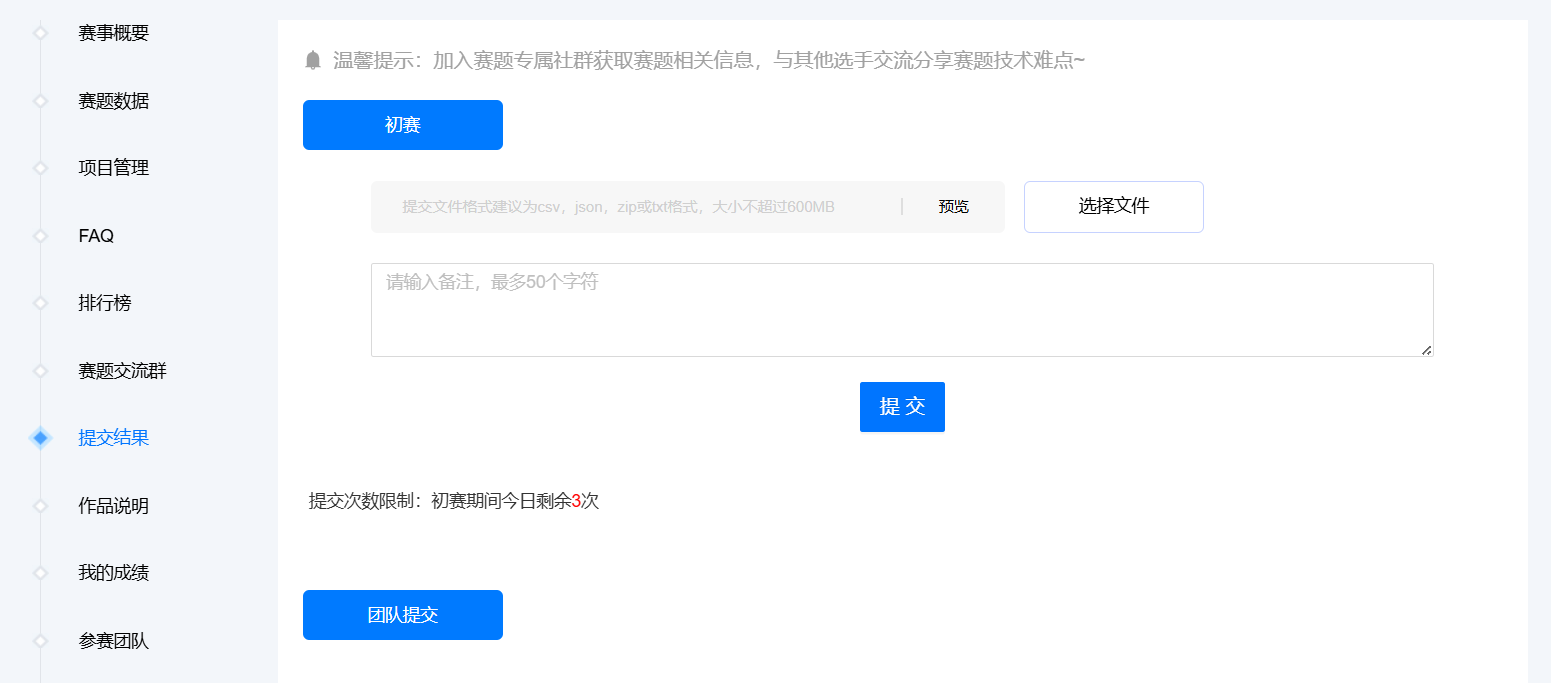 赛事概要
赛题数据
项目管理
FAQ
排行榜
赛题交流群
提交结果
作品说明
我的成绩
参赛团队
温馨提示：加入赛题专属社群获取赛题相关信息，与其他选手交流分享赛题技术难点~
初赛
提交文件格式建议为csv，json，zip或txt格式，大小不超过600MB | 预览 选择文件
请输入备注，最多50个字符
提 交
提交次数限制：初赛期间今日剩余3次
团队提交